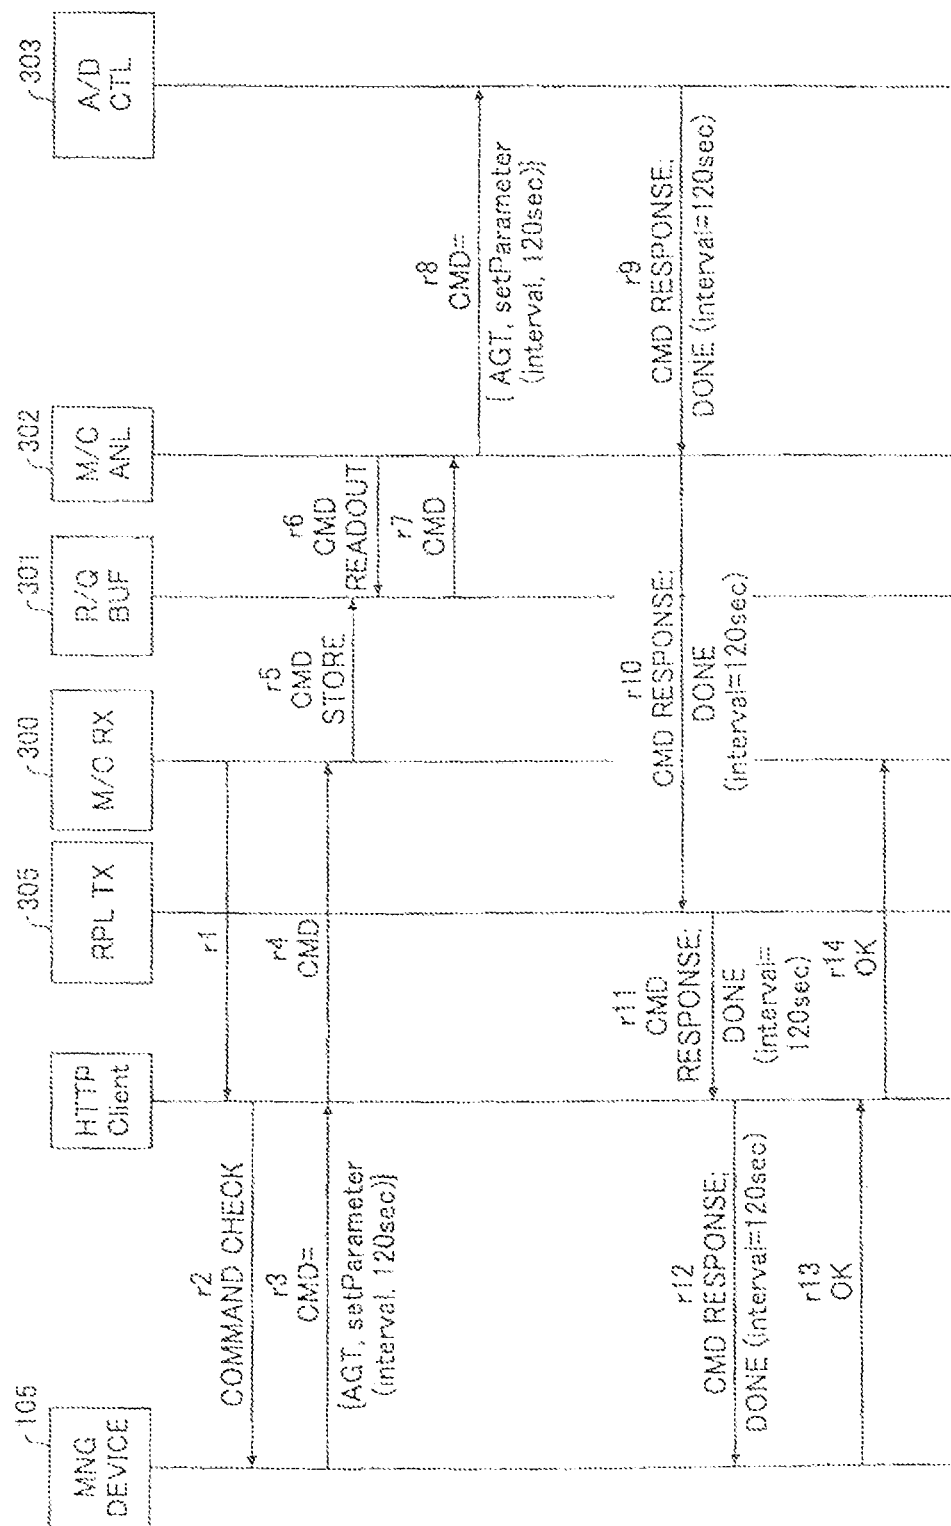 105
MNG
DEVICE
HTTP
Client
305
RPL TX
300
M/C RX
301
R/Q
BUF
302
M/C
ANL
303
A/D
CTL
r1
r2
COMMAND CHECK
r3
CMD=
{AGT, setParameter
(interval, 120sec)}
r4
CMD
r5
CMD
STORE
r6
CMD
READOUT
r7
CMD
r8
CMD=
{ AGT, setParameter
(interval, 120sec)}
r9
CMD RESPONSE:
DONE (interval=120sec)
r10
CMD RESPONSE:
DONE
(interval=120sec)
r11
CMD
RESPONSE:
DONE
(interval=
120sec)
r12
CMD RESPONSE:
DONE (interval=120sec)
r13
OK
r14
OK